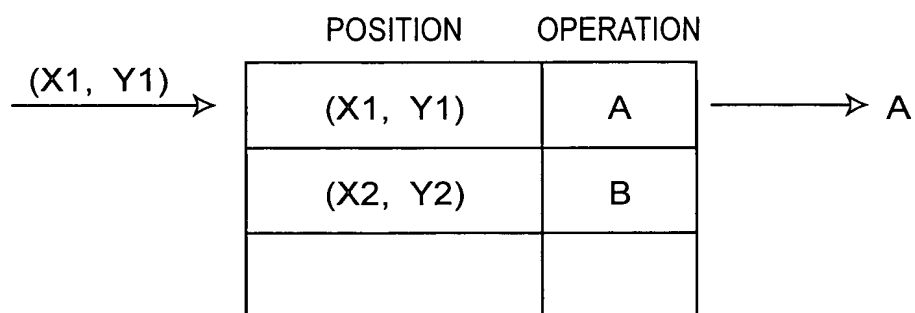 POSITION OPERATION
(X1, Y1) (X1, Y1) A A
(X2, Y2) B